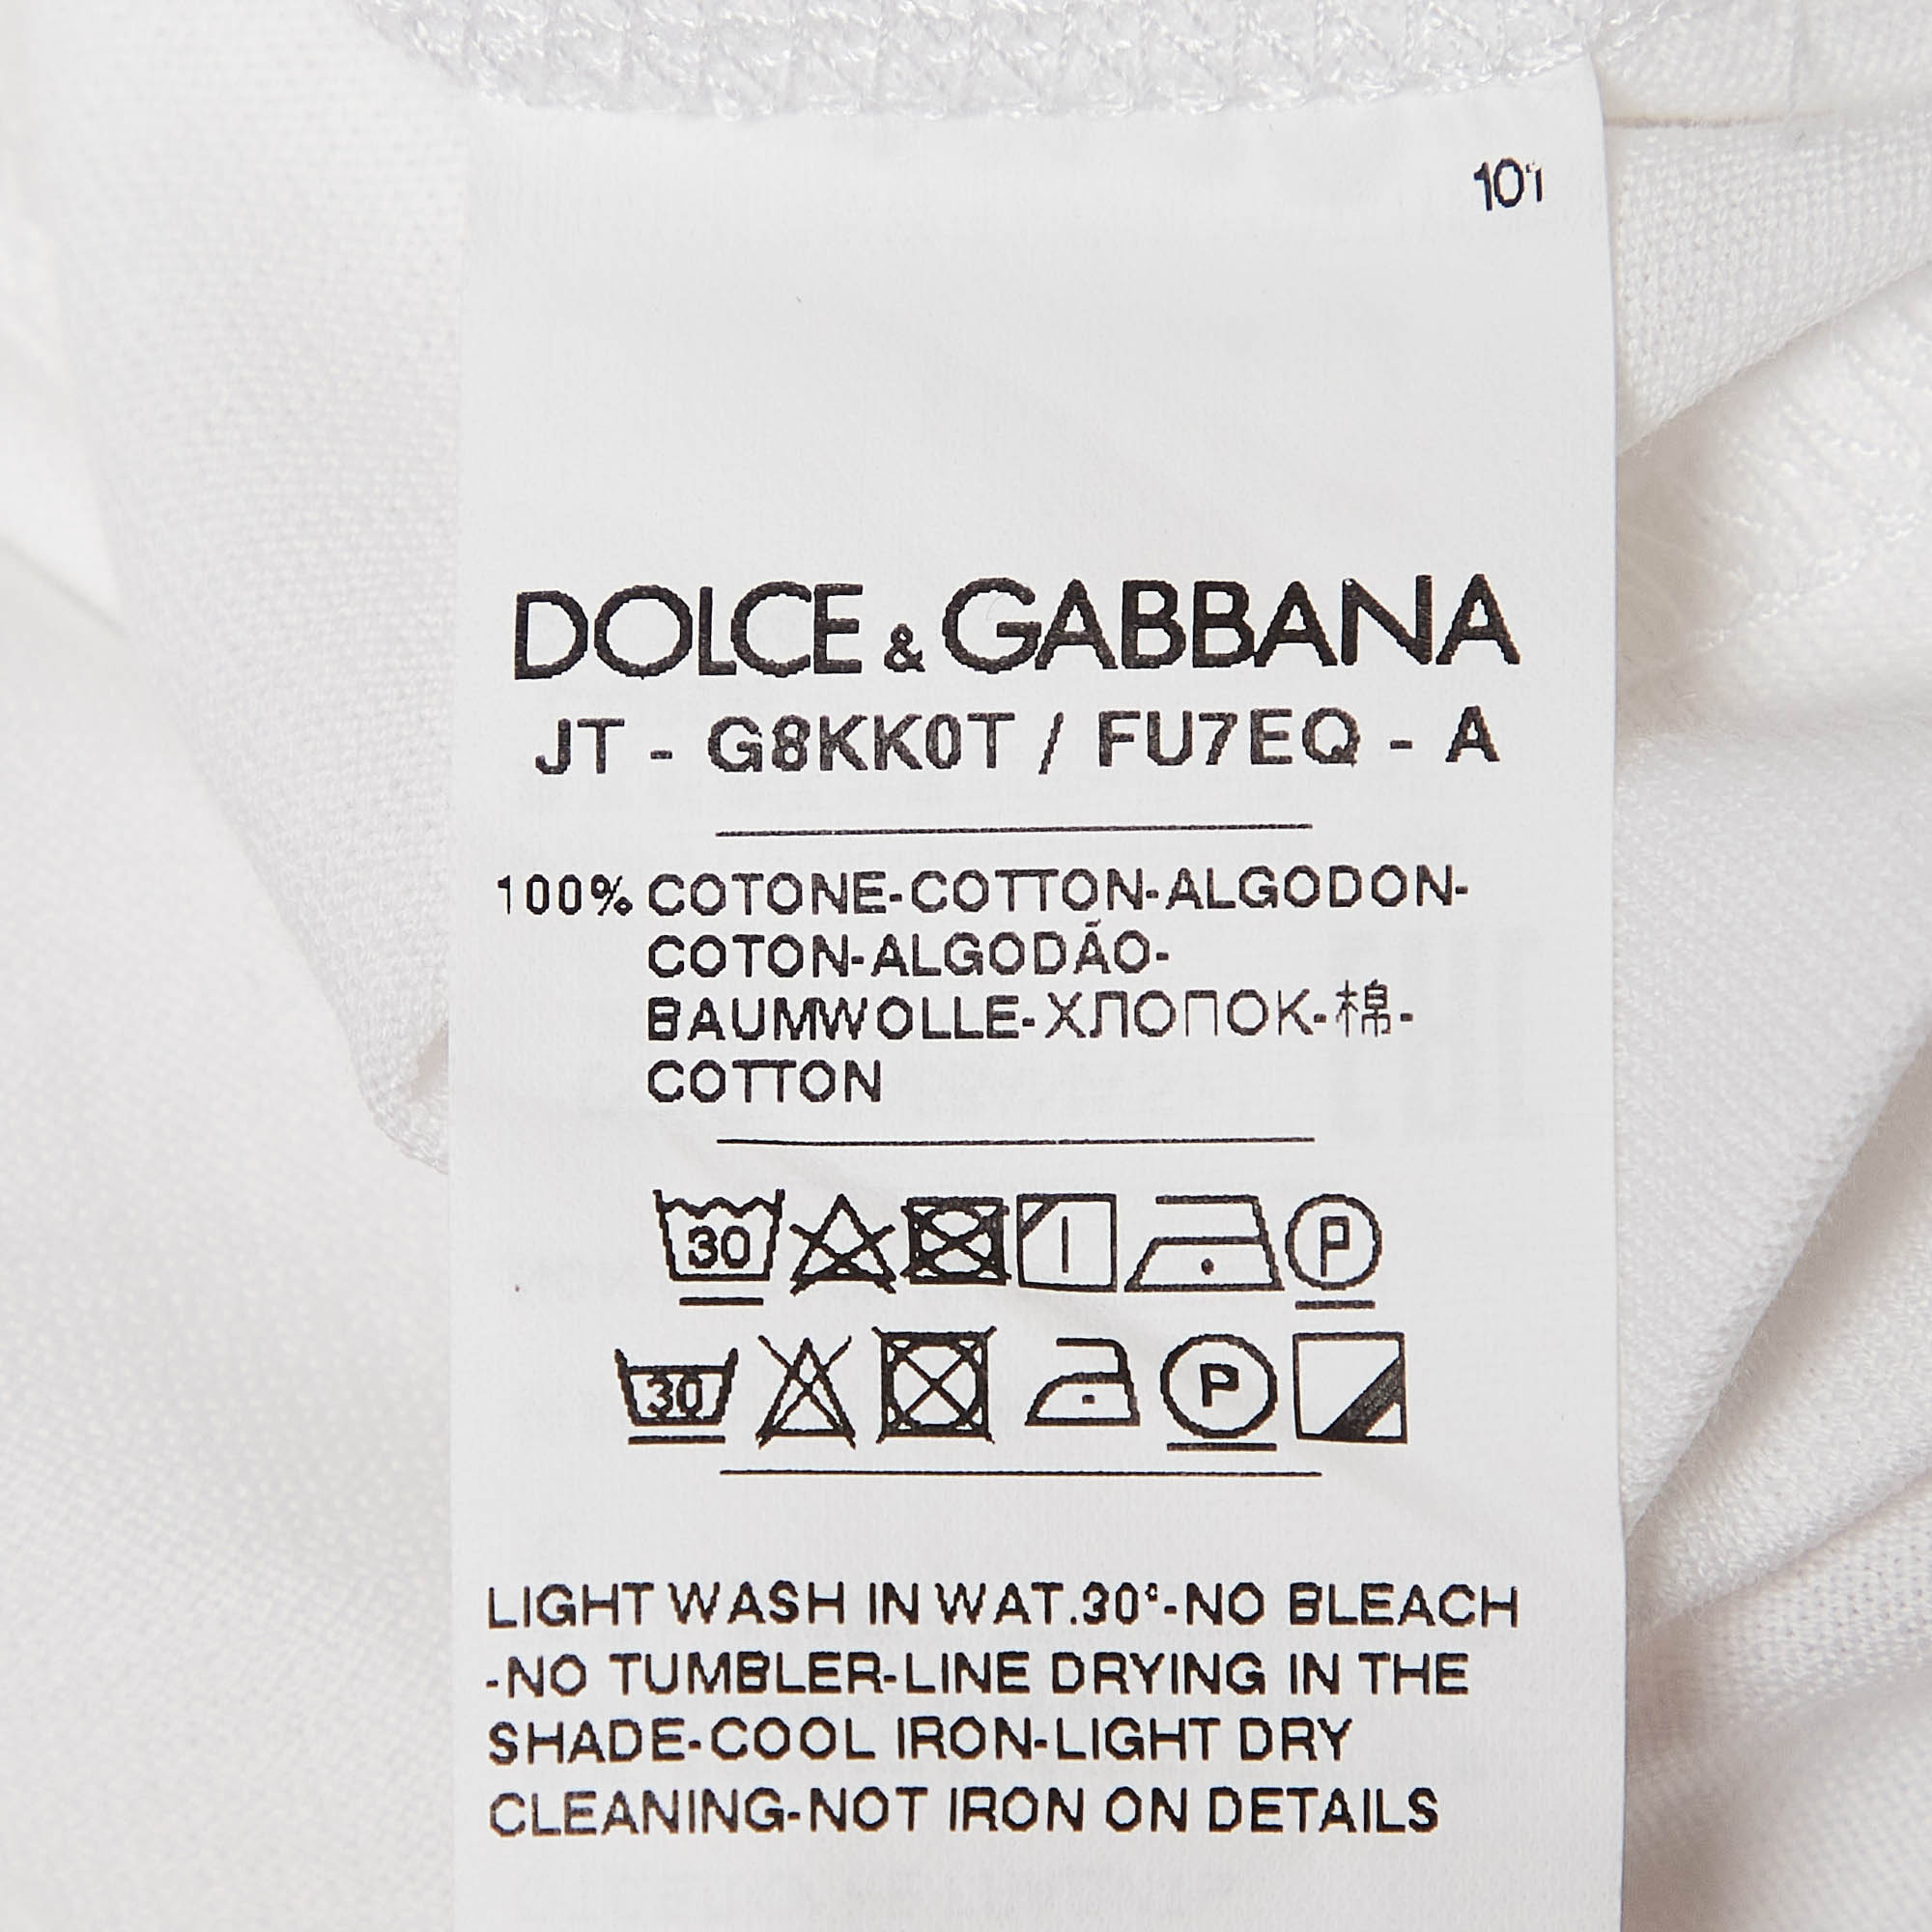 101
DOLCE & GABBANA
JT - G8KK0T / FU7EQ - A
100% COTONE-COTTON-ALGODON-
COTON-ALGODÃO-
BAUMWOLLE-ХЛОПОК-棉-
COTTON
30 P
30 P
LIGHT WASH IN WAT.30°-NO BLEACH
-NO TUMBLER-LINE DRYING IN THE
SHADE-COOL IRON-LIGHT DRY
CLEANING-NOT IRON ON DETAILS